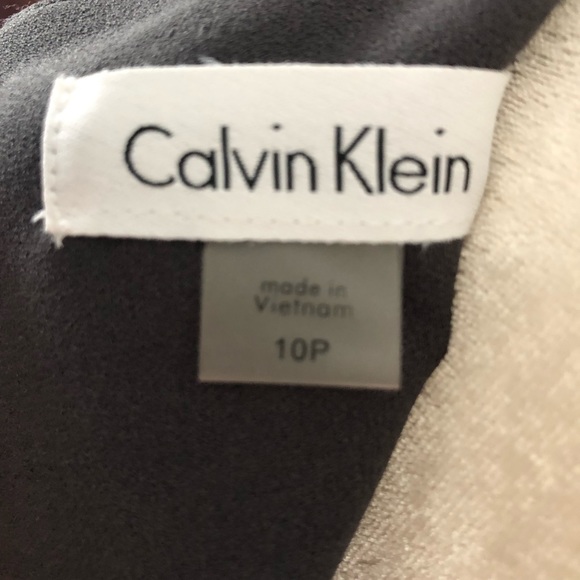 Calvin Klein
made in
Vietnam
10P